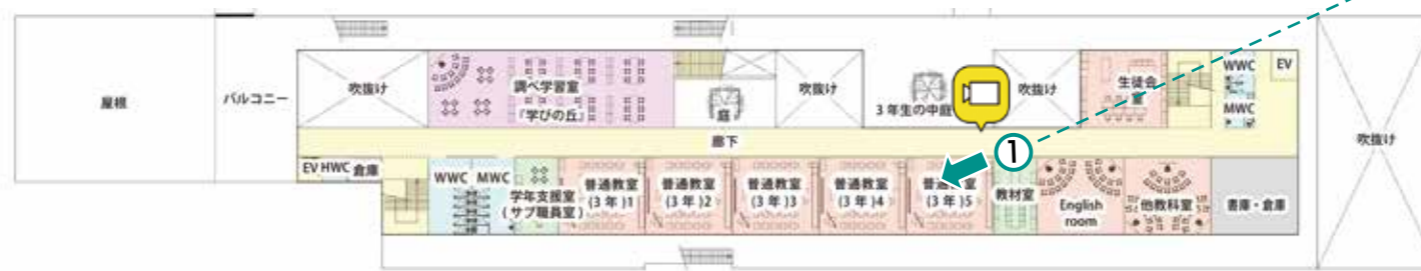 屋根
バルコニー
吹抜け
調べ学習室
「学びの丘」
庭
吹抜け
3年生の中庭
吹抜け
生徒会
室
WWC
MWC
EV
吹抜け
廊下
①
EV HWC 倉庫
WWC MWC
学年支援室
(サブ職員室)
普通教室
(3年)1
普通教室
(3年)2
普通教室
(3年)3
普通教室
(3年)4
普通教室
(3年)5
教材室
English
room
他教科室
書庫・倉庫